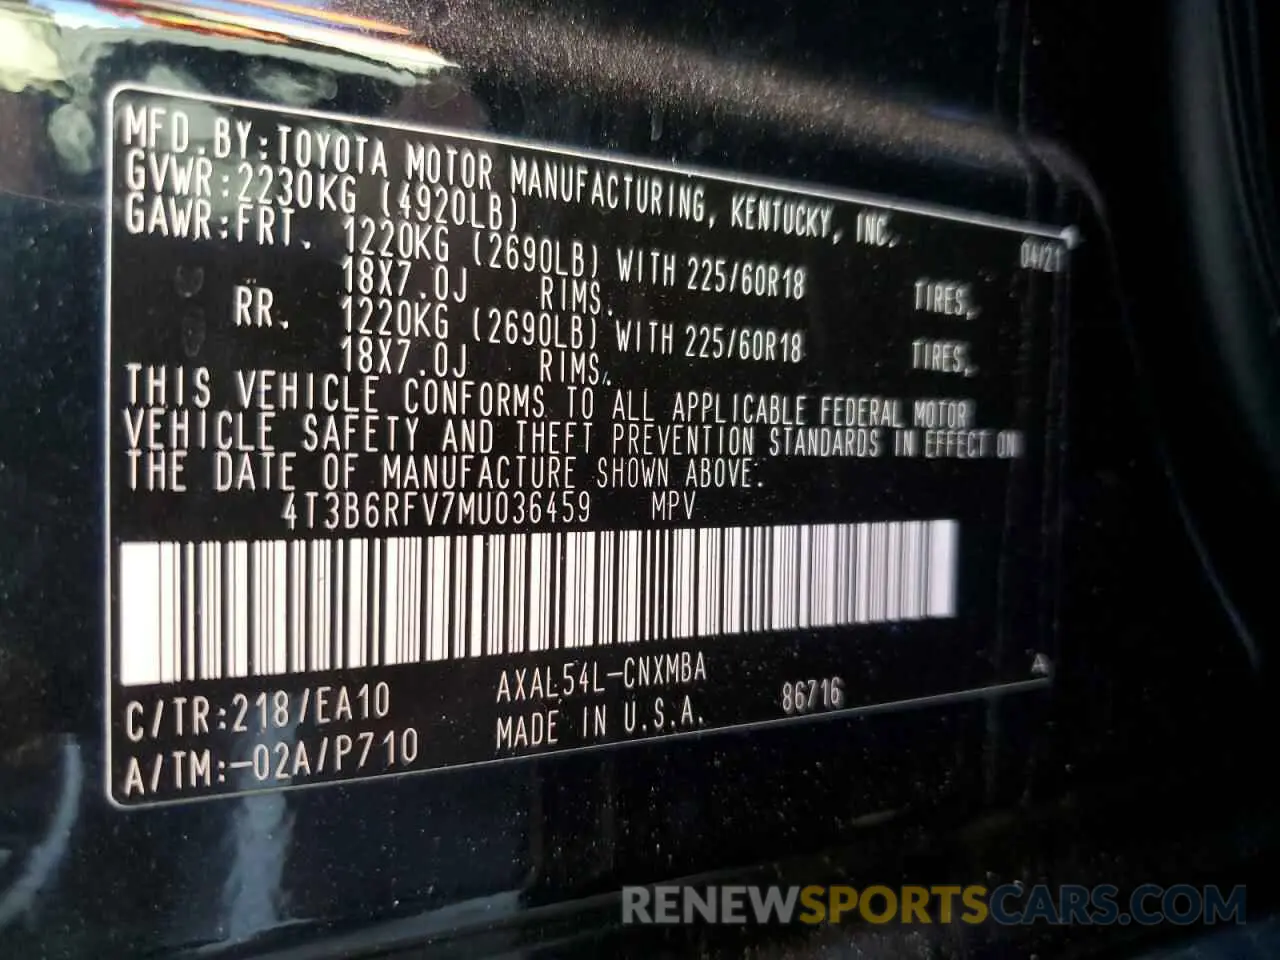 MFD.BY:TOYOTA MOTOR MANUFACTURING, KENTUCKY, INC.
GVWR:2230KG (4920LB) 04/21
GAWR:FRT. 1220KG (2690LB) WITH 225/60R18 TIRES,
18X7.0J RIMS.
RR. 1220KG (2690LB) WITH 225/60R18 TIRES,
18X7.0J RIMS.
THIS VEHICLE CONFORMS TO ALL APPLICABLE FEDERAL MOTOR
VEHICLE SAFETY AND THEFT PREVENTION STANDARDS IN EFFECT ON
THE DATE OF MANUFACTURE SHOWN ABOVE.
4T3B6RFV7MU036459 MPV
C/TR:218/EA10 AXAL54L-CNXMBA A
A/TM:-02A/P710 MADE IN U.S.A. 86716
RENEWSPORTSCARS.COM